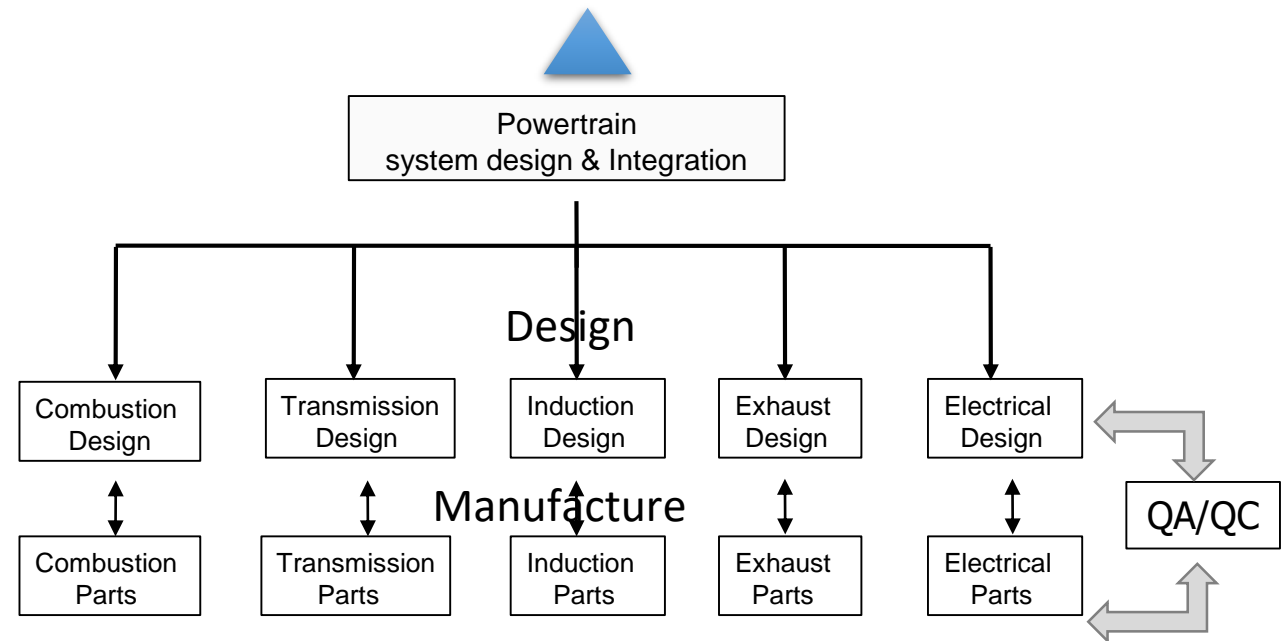 Powertrain
system design & Integration
Design
Combustion
Design
Transmission
Design
Induction
Design
Exhaust
Design
Electrical
Design
Manufacture
QA/QC
Combustion
Parts
Transmission
Parts
Induction
Parts
Exhaust
Parts
Electrical
Parts